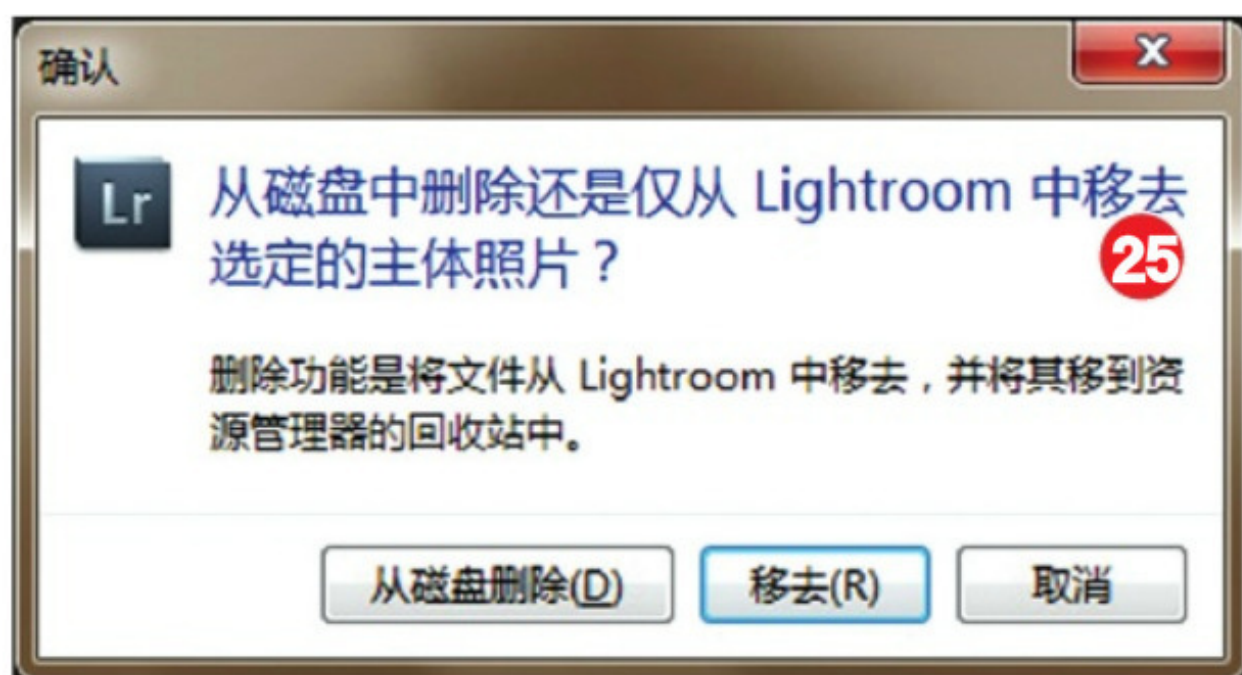 确认
X
Lr
从磁盘中删除还是仅从 Lightroom 中移去
选定的主体照片？
25
删除功能是将文件从 Lightroom 中移去，并将其移到资
源管理器的回收站中。
从磁盘删除(D) 移去(R) 取消